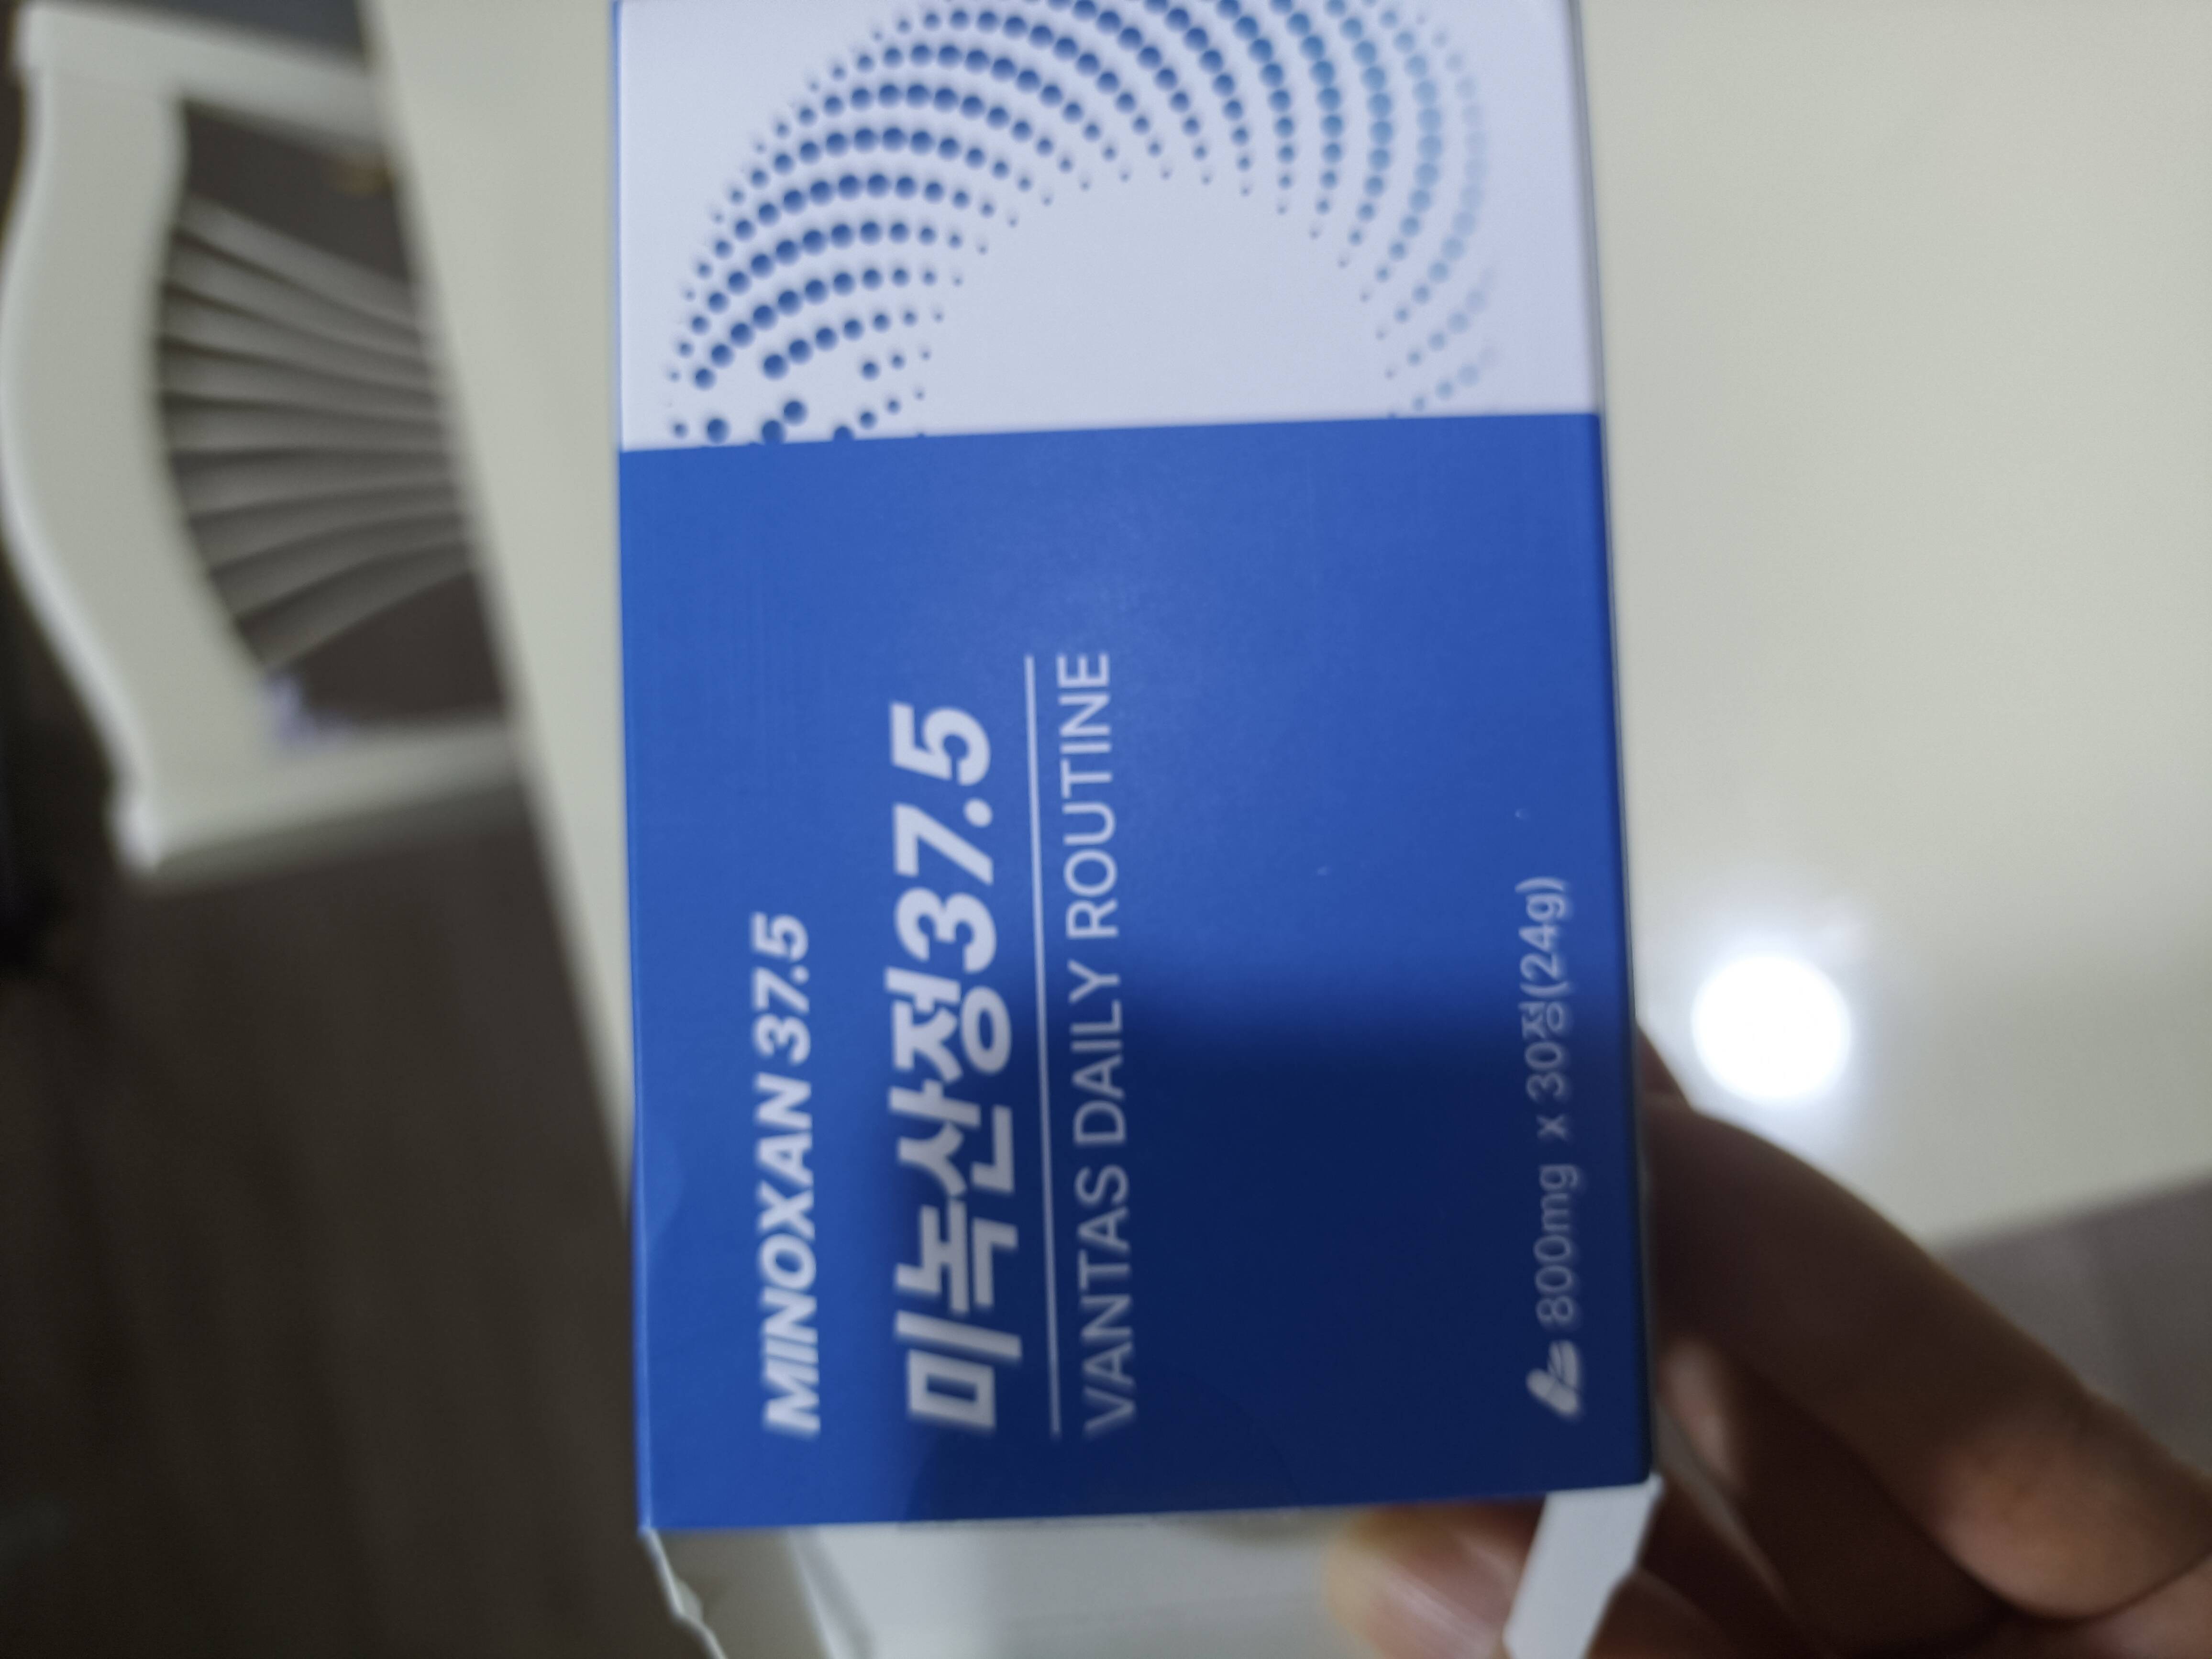 MINOXAN 37.5
미녹산정37.5
VANTAS DAILY ROUTINE
800mg x 30정(24g)